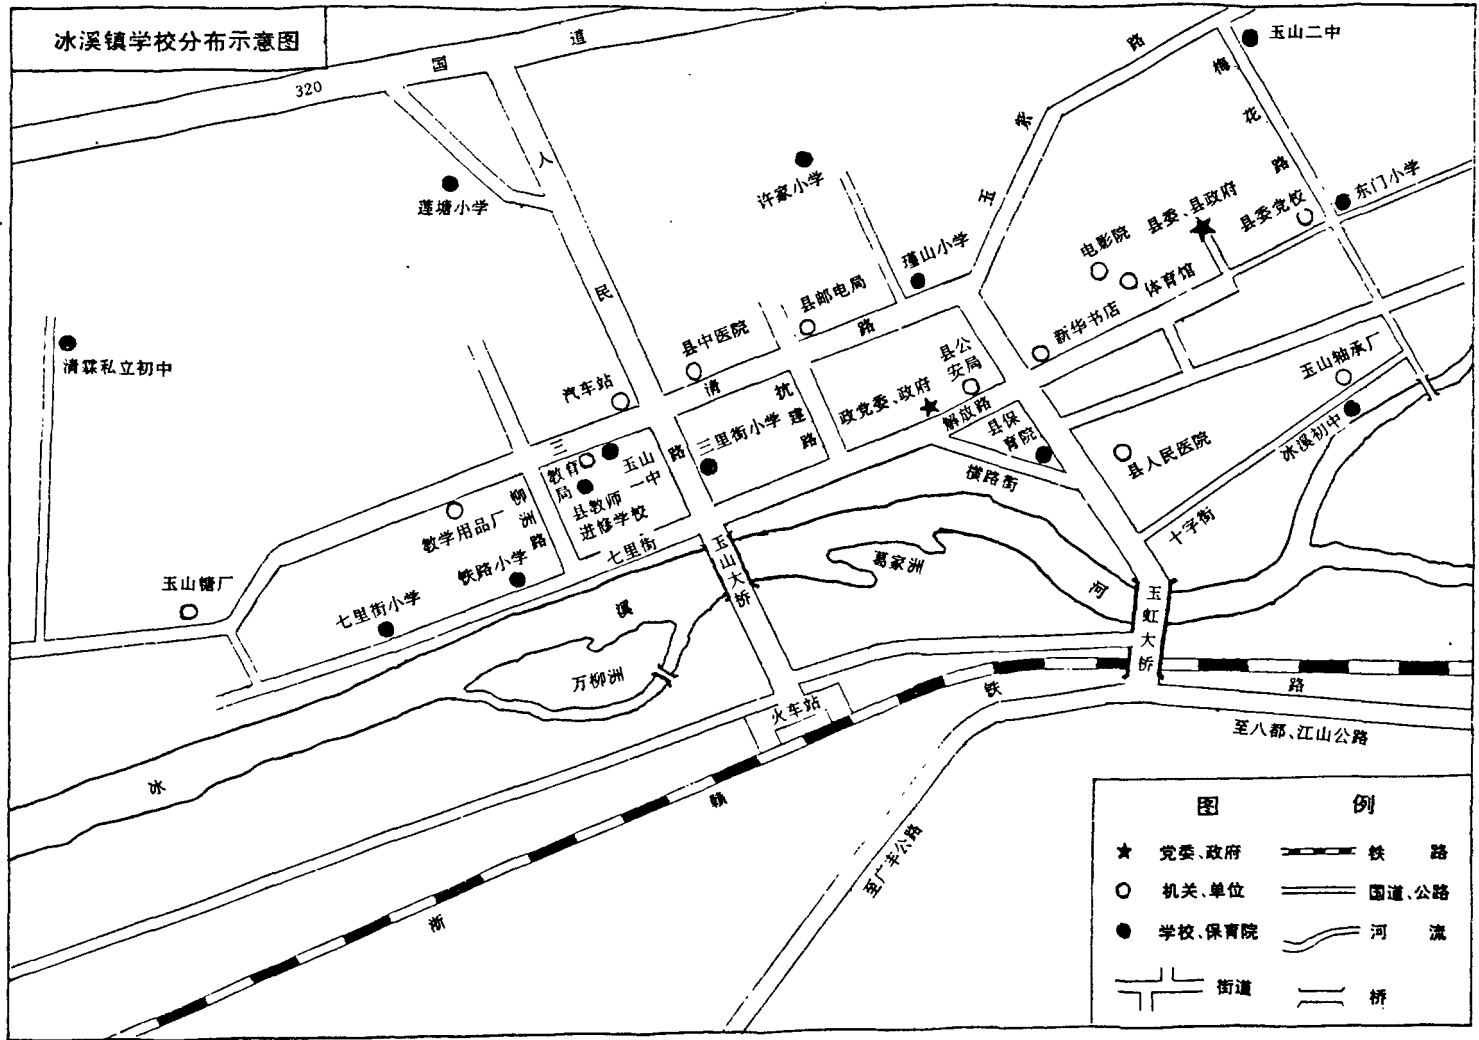 冰溪镇学校分布示意图
320
国
道
人
民
路
莲塘小学
许家小学
瑾山小学
玉
紫
路
玉山二中
梅
花
路
东门小学
县委、县政府
县委党校
电影院
体育馆
新华书店
县邮电局
县中医院
三
清
路
汽车站
清霖私立初中
抗
建
路
县公
安局
政党委、政府
解放路
县保
育院
横路街
三里街小学
玉山轴承厂
冰溪初中
县人民医院
十字街
教育
局
玉山
一中
县教师
进修学校
柳
洲
路
教学用品厂
铁路小学
七里街
七里街小学
玉山糖厂
玉山大桥
葛家洲
万柳洲
冰
溪
河
玉虹大桥
火车站
浙
赣
铁
路
至八都、江山公路
至广丰公路
图 例
党委、政府
铁 路
机关、单位
国道、公路
学校、保育院
河 流
街道
桥